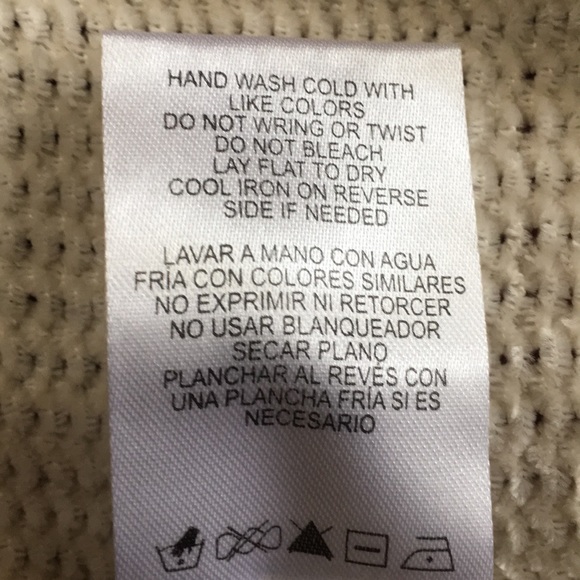 HAND WASH COLD WITH
LIKE COLORS
DO NOT WRING OR TWIST
DO NOT BLEACH
LAY FLAT TO DRY
COOL IRON ON REVERSE
SIDE IF NEEDED
LAVAR A MANO CON AGUA
FRÍA CON COLORES SIMILARES
NO EXPRIMIR NI RETORCER
NO USAR BLANQUEADOR
SECAR PLANO
PLANCHAR AL REVÉS CON
UNA PLANCHA FRÍA SI ES
NECESARIO